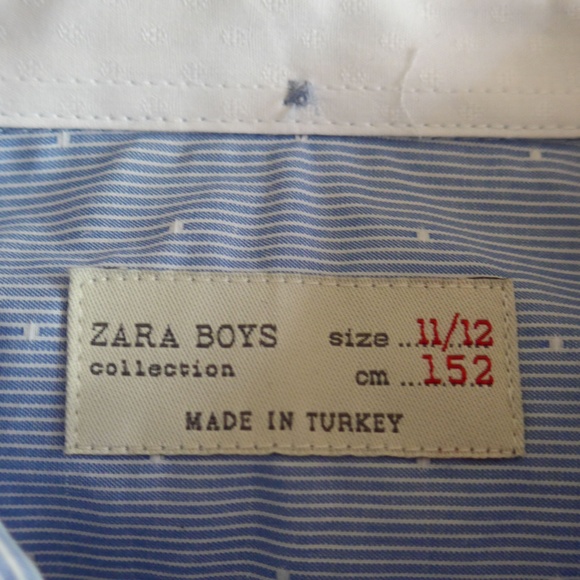 ZARA BOYS size ..11/12
collection cm ...152
MADE IN TURKEY